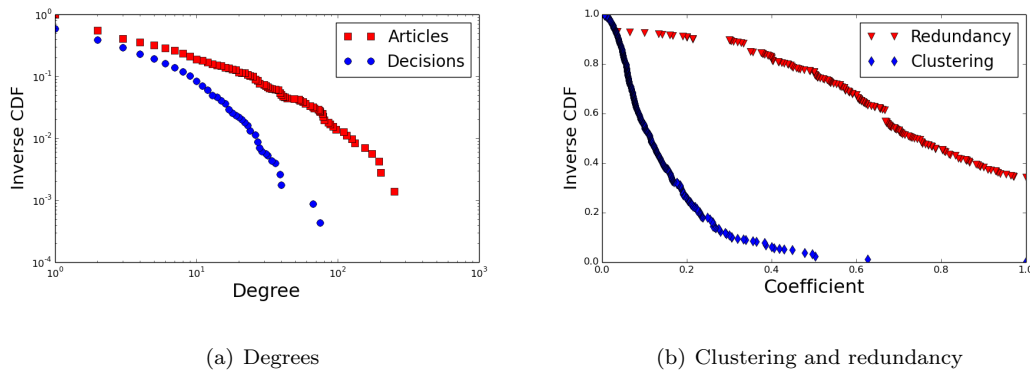 10^0
10^-1
10^-2
10^-3
10^-4
Inverse CDF
Articles
Decisions
10^0
10^1
10^2
10^3
Degree
1.0
0.8
0.6
0.4
0.2
0.0
Inverse CDF
Redundancy
Clustering
0.0
0.2
0.4
0.6
0.8
1.0
Coefficient
(a) Degrees
(b) Clustering and redundancy